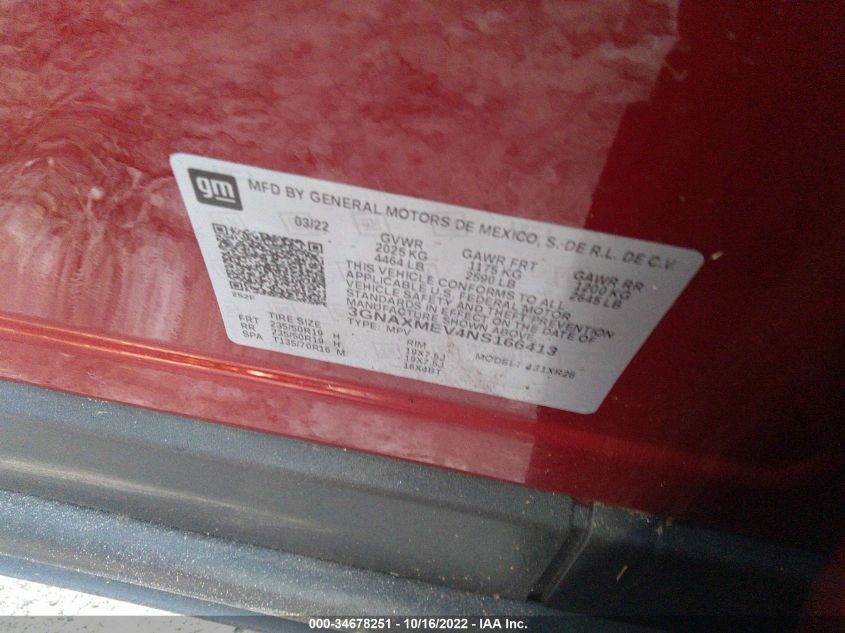 gm
MFD BY GENERAL MOTORS DE MEXICO, S. DE R.L. DE C.V.
03/22
GVWR
2025 KG
4464 LB
GAWR FRT
1175 KG
2590 LB
GAWR RR
1200 KG
2645 LB
THIS VEHICLE CONFORMS TO ALL
APPLICABLE U.S. FEDERAL MOTOR
VEHICLE SAFETY AND THEFT PREVENTION
STANDARDS IN EFFECT ON THE DATE OF
MANUFACTURE SHOWN ABOVE.
3GNAXMEV4NS166413
TYPE: MPV
MODEL: 431XR26
252F
TIRE SIZE
RIM
FRT 235/50R19 H 19X7.5J
RR 235/50R19 H 19X7.5J
SPA T135/70R16 M 16X4BT
000-34678251 - 10/16/2022 - IAA Inc.